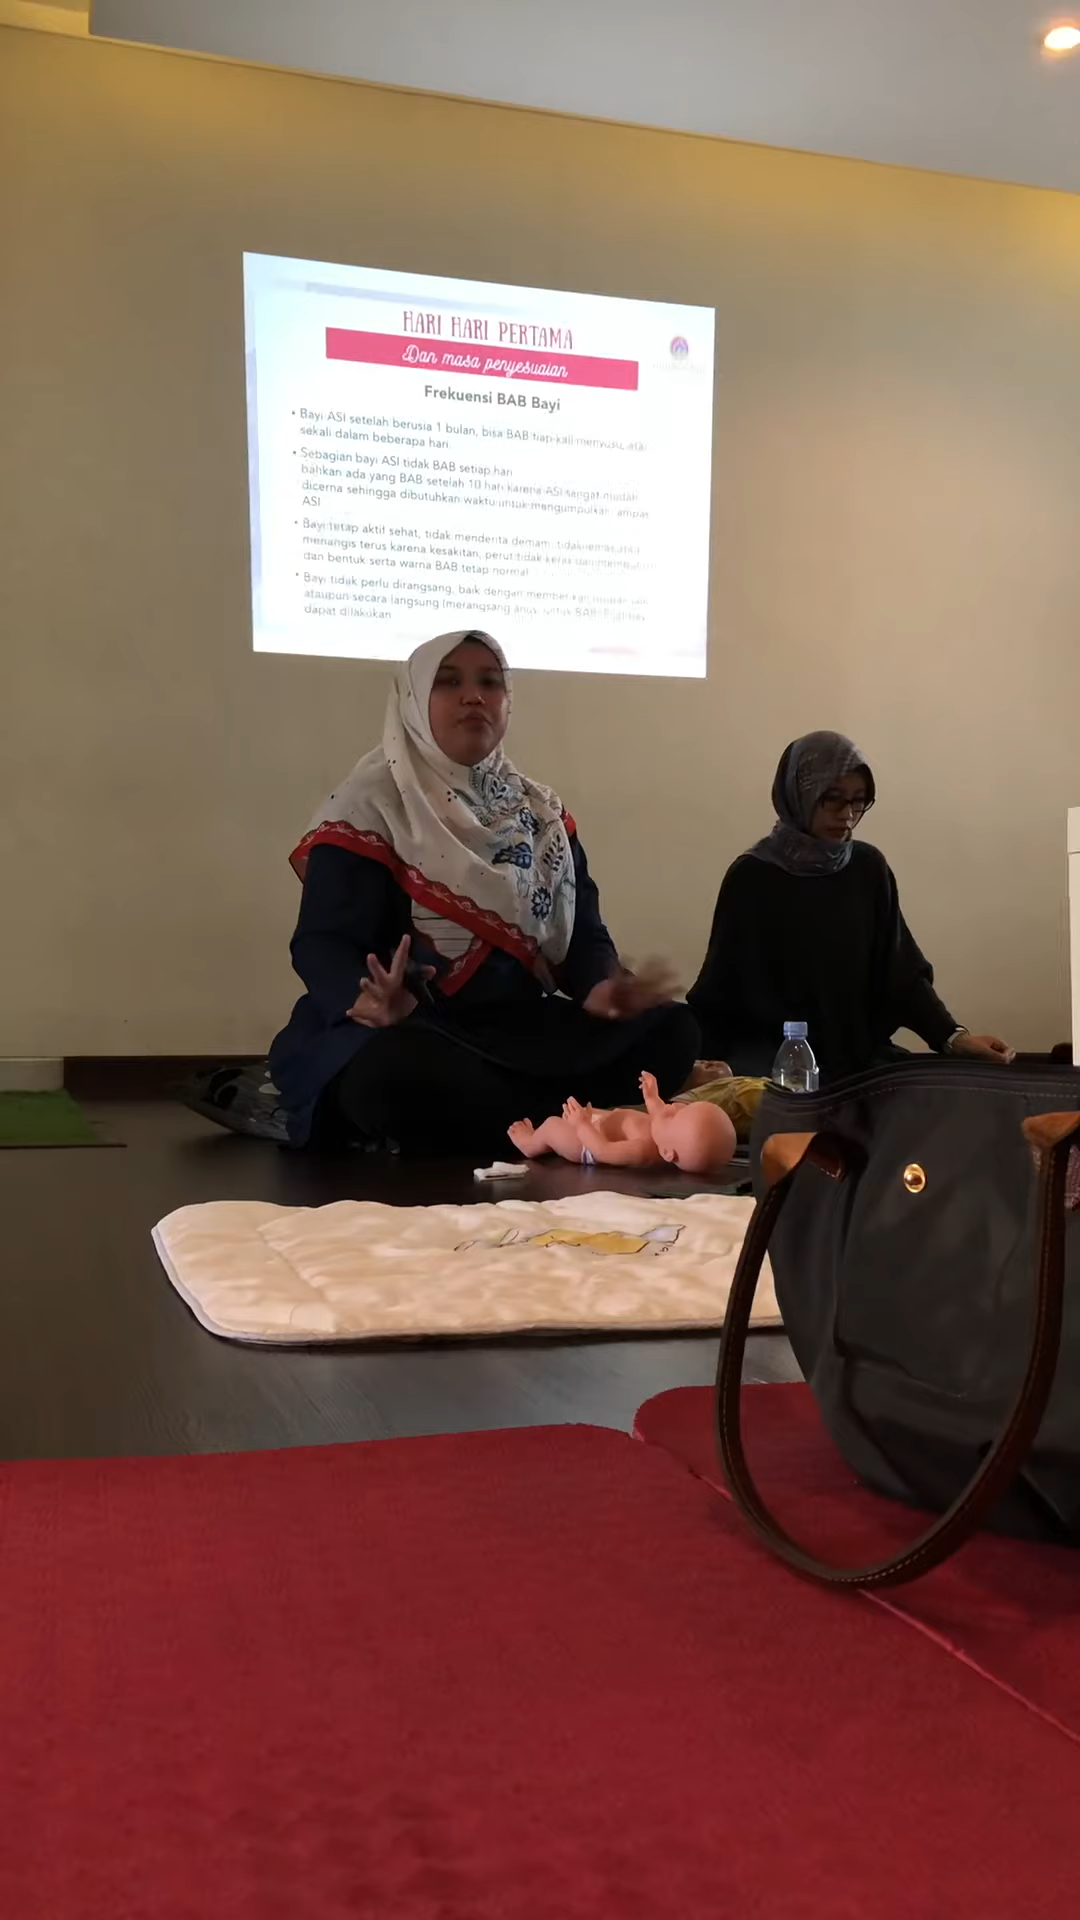 HARI HARI PERTAMA
Dan masa penyesuaian
Frekuensi BAB Bayi
• Bayi ASI setelah berusia 1 bulan, bisa BAB tiap kali menyusu, atau
sekali dalam beberapa hari.
• Sebagian bayi ASI tidak BAB setiap hari
bahkan ada yang BAB setelah 10 hari karena ASI sangat mudah
dicerna sehingga dibutuhkan waktu untuk mengumpulkan ampas
ASI
• Bayi tetap aktif sehat, tidak menderita demam, tidak
menangis terus karena kesakitan, perut tidak keras dan
dan bentuk serta warna BAB tetap normal
• Bayi tidak perlu dirangsang, baik dengan memberikan
ataupun secara langsung (merangsang anus untuk BAB)
dapat dilakukan